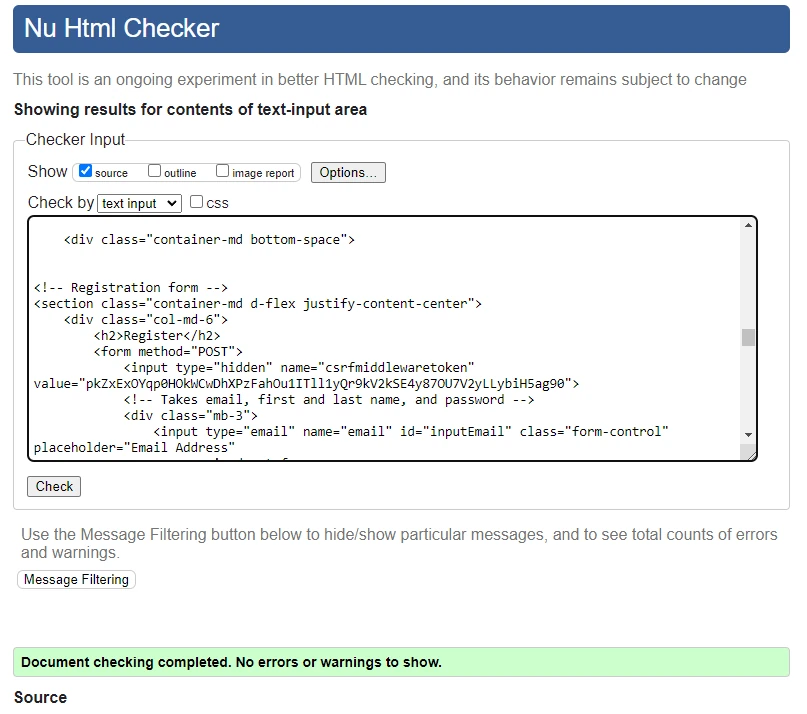 Nu Html Checker
This tool is an ongoing experiment in better HTML checking, and its behavior remains subject to change
Showing results for contents of text-input area
Checker Input
Show source outline image report Options...
Check by text input css
<div class="container-md bottom-space">
<!-- Registration form -->
<section class="container-md d-flex justify-content-center">
<div class="col-md-6">
<h2>Register</h2>
<form method="POST">
<input type="hidden" name="csrfmiddlewaretoken"
value="pkZxExOYqp0HOkWCwDhXPzFahOu1ITl1yQr9kV2kSE4y87OU7V2yLLybiH5ag90">
<!-- Takes email, first and last name, and password -->
<div class="mb-3">
<input type="email" name="email" id="inputEmail" class="form-control"
placeholder="Email Address"
Check
Use the Message Filtering button below to hide/show particular messages, and to see total counts of errors
and warnings.
Message Filtering
Document checking completed. No errors or warnings to show.
Source